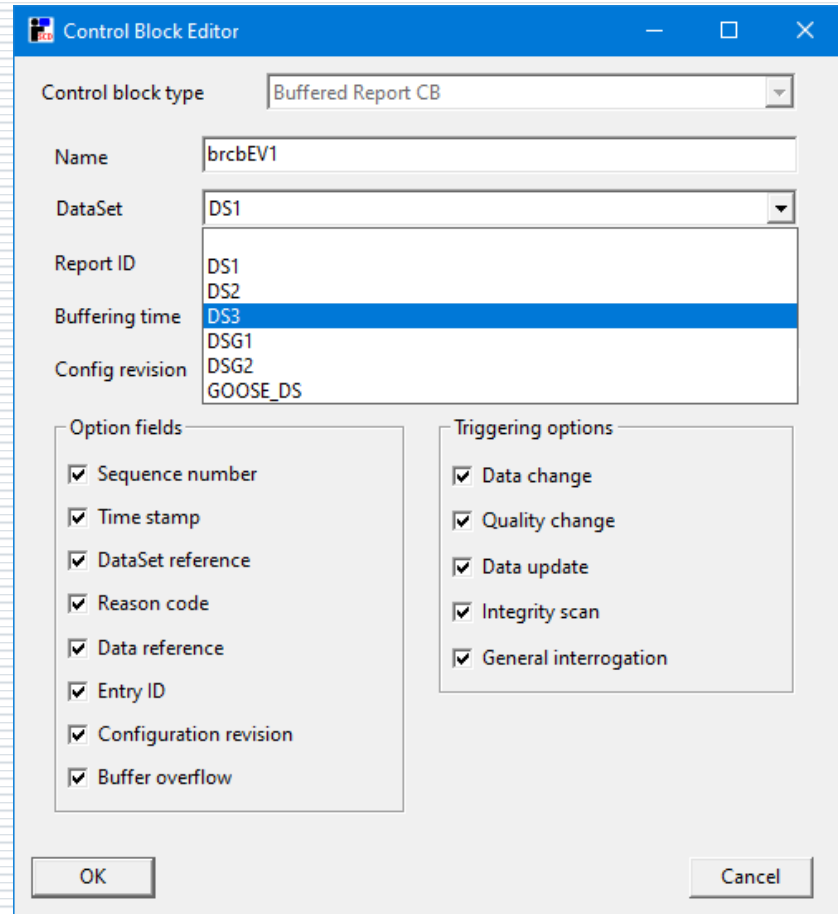 Control Block Editor
Control block type Buffered Report CB
Name brcbEV1
DataSet DS1
Report ID
Buffering time
Config revision
DS1
DS2
DS3
DSG1
DSG2
GOOSE_DS
Option fields
Sequence number
Time stamp
DataSet reference
Reason code
Data reference
Entry ID
Configuration revision
Buffer overflow
Triggering options
Data change
Quality change
Data update
Integrity scan
General interrogation
OK
Cancel